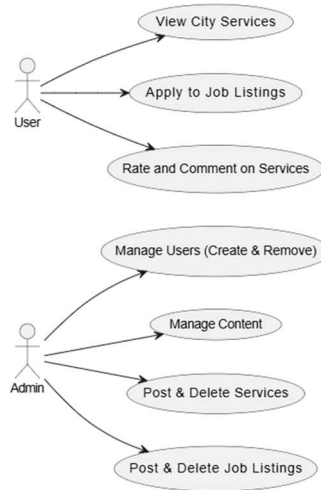 View City Services
Apply to Job Listings
User
Rate and Comment on Services
Manage Users (Create & Remove)
Manage Content
Admin
Post & Delete Services
Post & Delete Job Listings